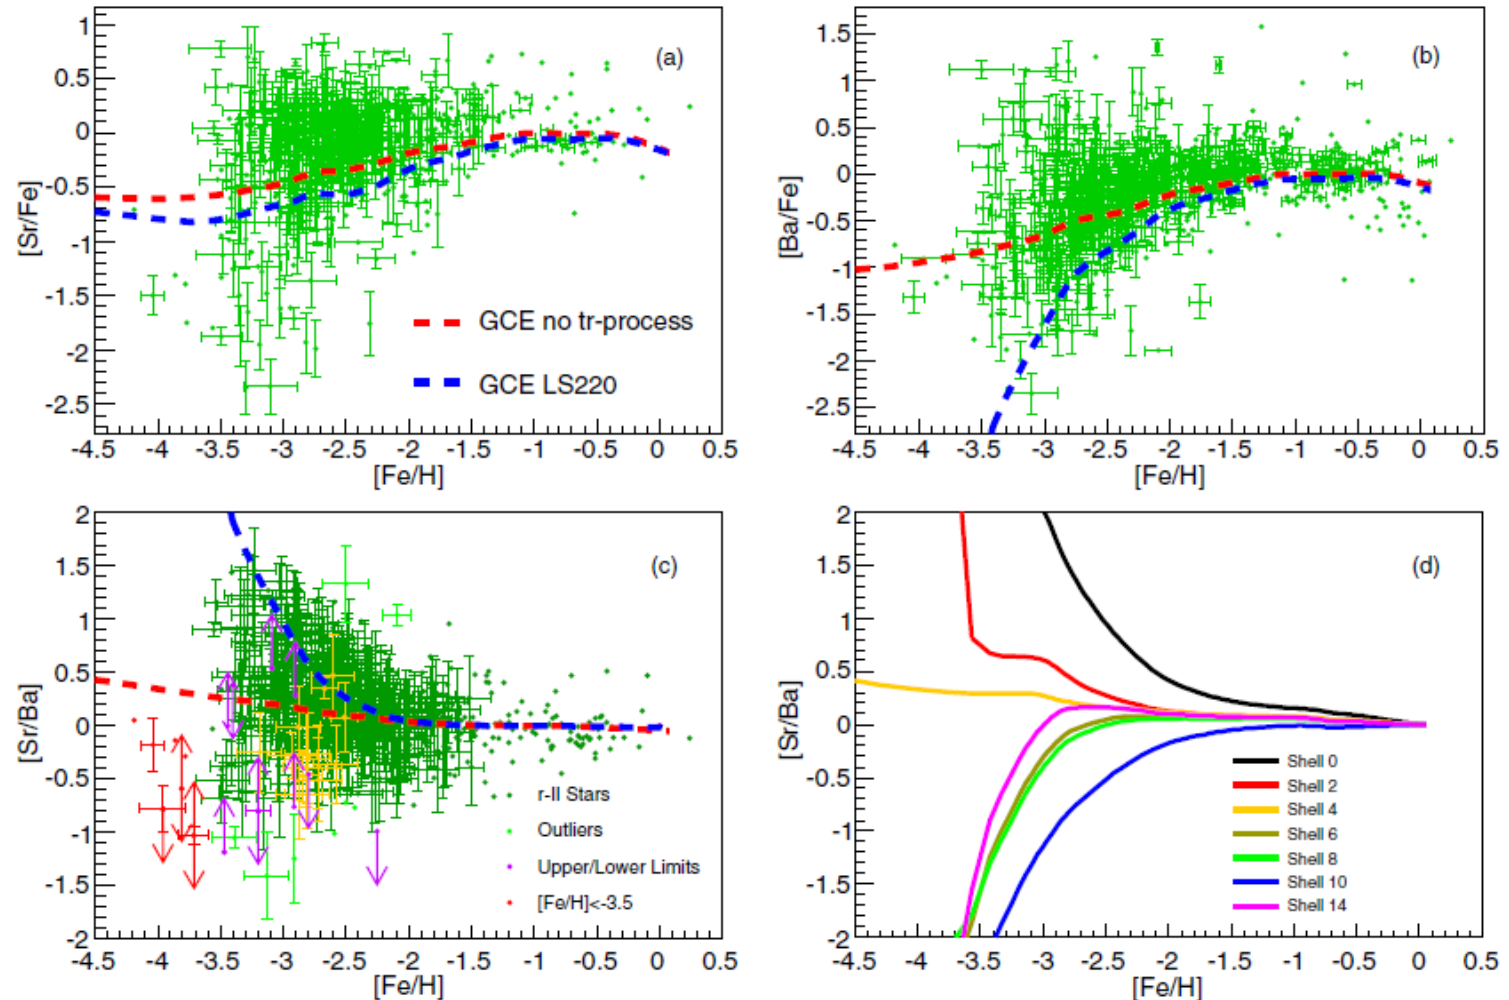 1
0.5
0
-0.5
-1
-1.5
-2
-2.5
[Sr/Fe]
(a)
GCE no tr-process
GCE LS220
-4.5 -4 -3.5 -3 -2.5 -2 -1.5 -1 -0.5 0 0.5
[Fe/H]
1.5
1
0.5
0
-0.5
-1
-1.5
-2
-2.5
[Ba/Fe]
(b)
-4.5 -4 -3.5 -3 -2.5 -2 -1.5 -1 -0.5 0 0.5
[Fe/H]
2
1.5
1
0.5
0
-0.5
-1
-1.5
-2
[Sr/Ba]
(c)
r-II Stars
Outliers
Upper/Lower Limits
[Fe/H]<-3.5
-4.5 -4 -3.5 -3 -2.5 -2 -1.5 -1 -0.5 0 0.5
[Fe/H]
2
1.5
1
0.5
0
-0.5
-1
-1.5
-2
[Sr/Ba]
(d)
Shell 0
Shell 2
Shell 4
Shell 6
Shell 8
Shell 10
Shell 14
-4.5 -4 -3.5 -3 -2.5 -2 -1.5 -1 -0.5 0 0.5
[Fe/H]